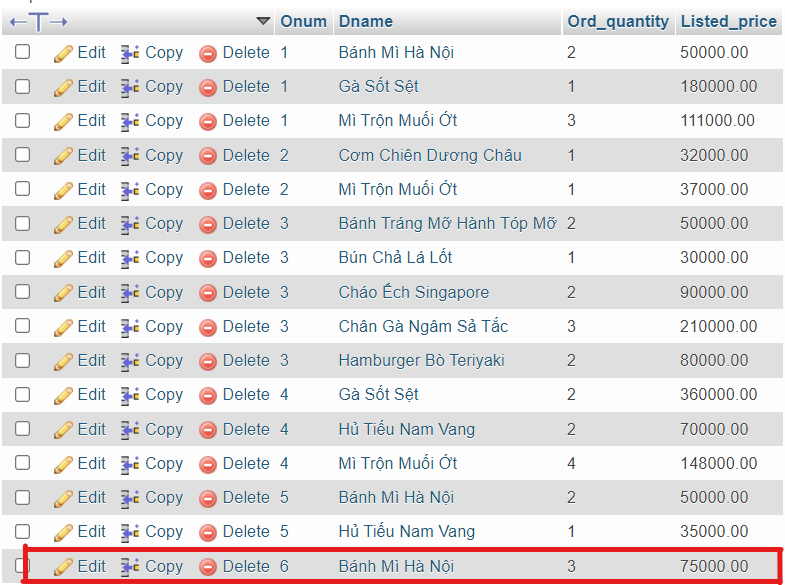 Onum Dname Ord_quantity Listed_price
Edit Copy Delete 1 Bánh Mì Hà Nội 2 50000.00
Edit Copy Delete 1 Gà Sốt Sệt 1 180000.00
Edit Copy Delete 1 Mì Trộn Muối Ớt 3 111000.00
Edit Copy Delete 2 Cơm Chiên Dương Châu 1 32000.00
Edit Copy Delete 2 Mì Trộn Muối Ớt 1 37000.00
Edit Copy Delete 3 Bánh Tráng Mỡ Hành Tóp Mỡ 2 50000.00
Edit Copy Delete 3 Bún Chả Lá Lốt 1 30000.00
Edit Copy Delete 3 Cháo Ếch Singapore 2 90000.00
Edit Copy Delete 3 Chân Gà Ngâm Sả Tắc 3 210000.00
Edit Copy Delete 3 Hamburger Bò Teriyaki 2 80000.00
Edit Copy Delete 4 Gà Sốt Sệt 2 360000.00
Edit Copy Delete 4 Hủ Tiếu Nam Vang 2 70000.00
Edit Copy Delete 4 Mì Trộn Muối Ớt 4 148000.00
Edit Copy Delete 5 Bánh Mì Hà Nội 2 50000.00
Edit Copy Delete 5 Hủ Tiếu Nam Vang 1 35000.00
Edit Copy Delete 6 Bánh Mì Hà Nội 3 75000.00